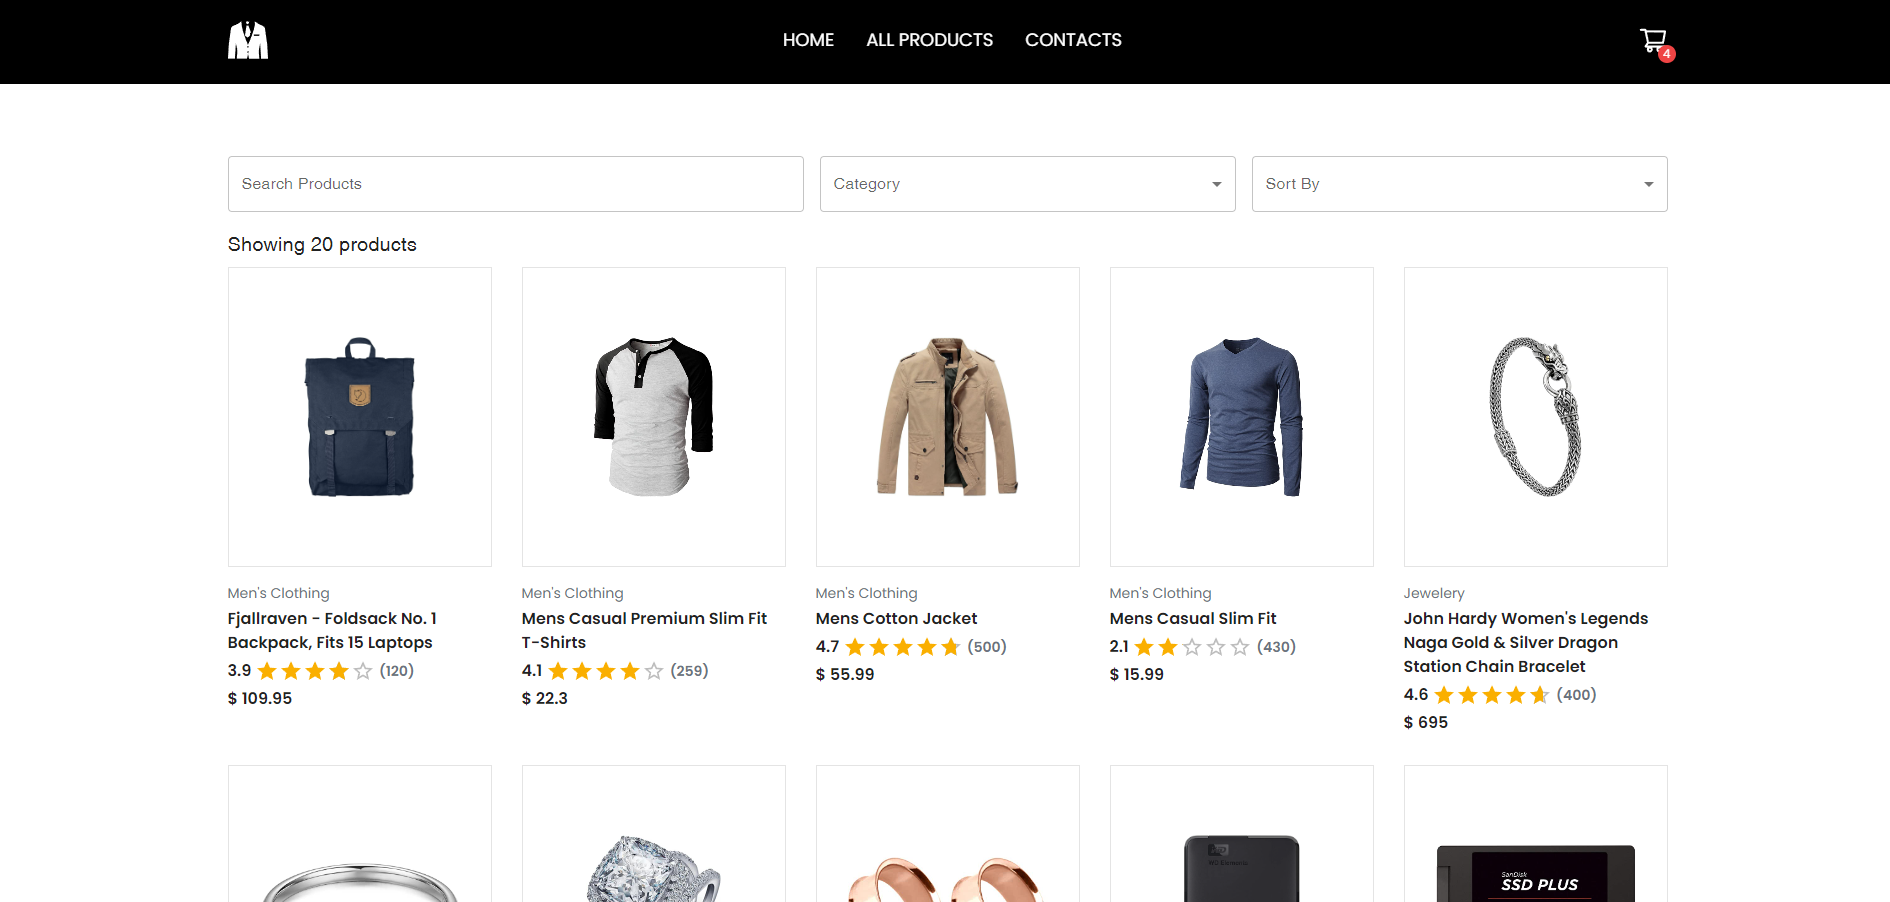 HOME
ALL PRODUCTS
CONTACTS
4
Search Products
Category
Sort By
Showing 20 products
Men's Clothing
Fjallraven - Foldsack No. 1
Backpack, Fits 15 Laptops
3.9 (120)
$ 109.95
Men's Clothing
Mens Casual Premium Slim Fit
T-Shirts
4.1 (259)
$ 22.3
Men's Clothing
Mens Cotton Jacket
4.7 (500)
$ 55.99
Men's Clothing
Mens Casual Slim Fit
2.1 (430)
$ 15.99
Jewelery
John Hardy Women's Legends
Naga Gold & Silver Dragon
Station Chain Bracelet
4.6 (400)
$ 695
WD Elements
SanDisk
SSD PLUS